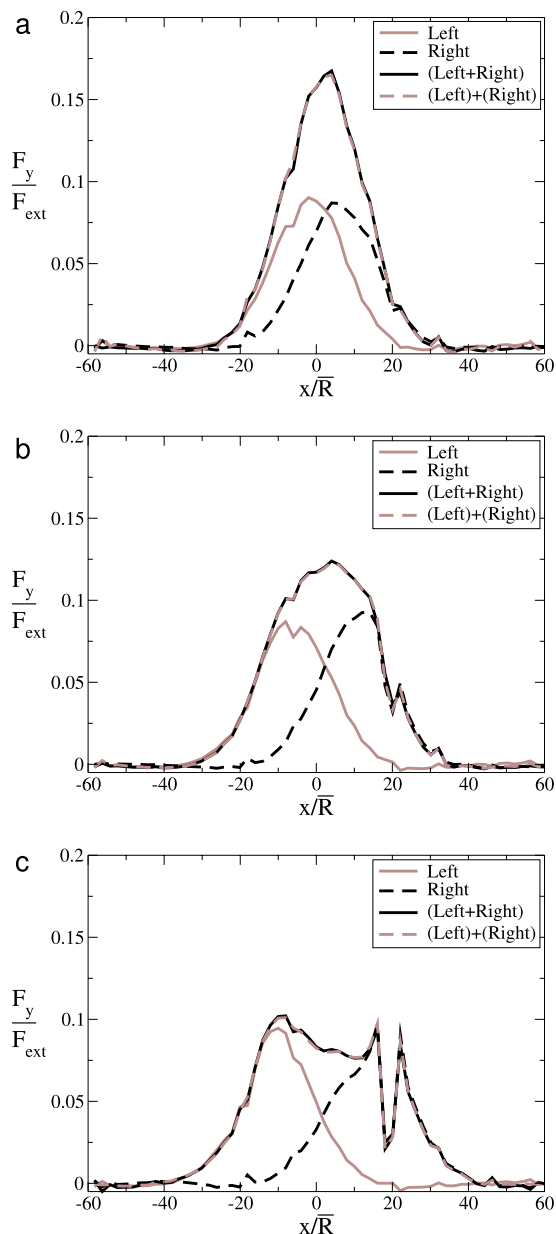 a
0.2
0.15
0.1
0.05
0
F_y
F_ext
Left
Right
(Left+Right)
(Left)+(Right)
-60 -40 -20 0 20 40 60
x/R̅
b
0.2
0.15
0.1
0.05
0
F_y
F_ext
Left
Right
(Left+Right)
(Left)+(Right)
-60 -40 -20 0 20 40 60
x/R̅
c
0.2
0.15
0.1
0.05
0
F_y
F_ext
Left
Right
(Left+Right)
(Left)+(Right)
-60 -40 -20 0 20 40 60
x/R̅